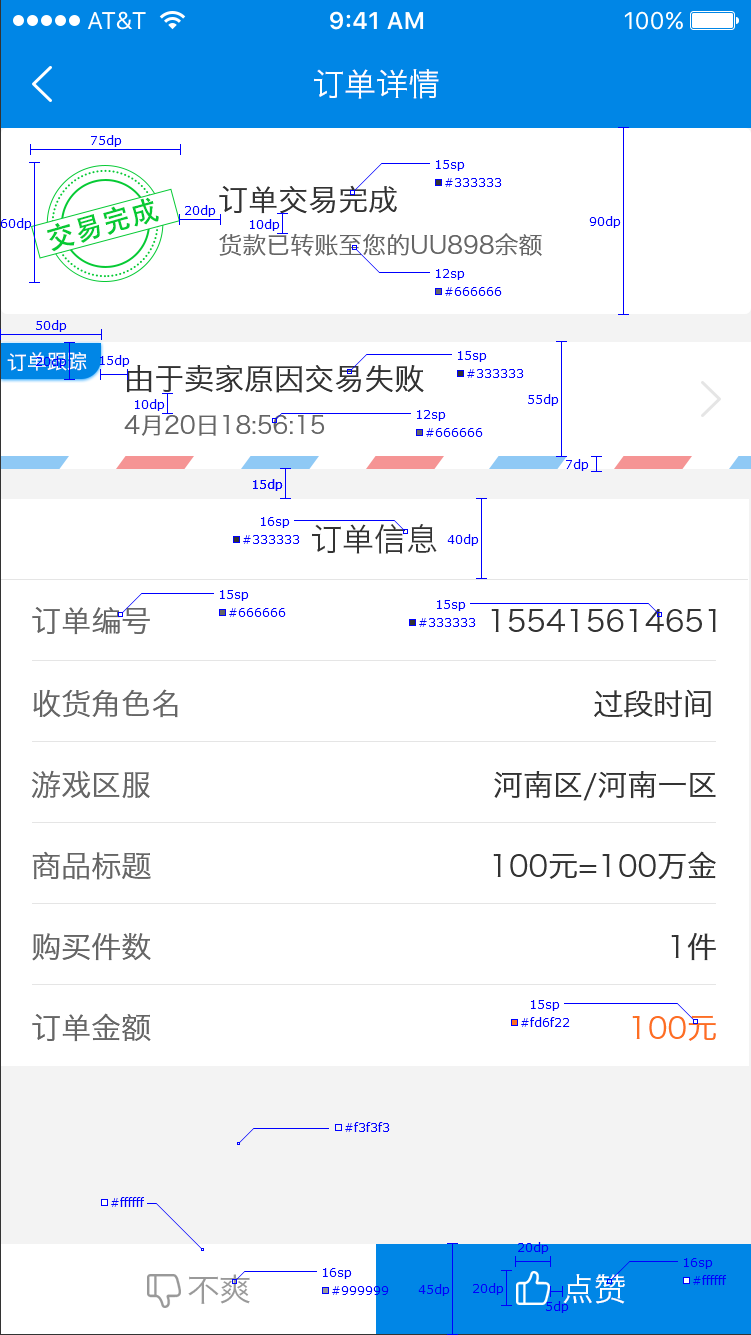 AT&T 9:41 AM 100%
订单详情
75dp
60dp
交易完成
20dp
15sp
#333333
订单交易完成
10dp
货款已转账至您的UU898余额
12sp
#666666
90dp
50dp
订单跟踪
20dp
15dp
15sp
#333333
由于卖家原因交易失败
10dp
4月20日18:56:15
12sp
#666666
55dp
7dp
15dp
16sp
#333333
订单信息
40dp
15sp
#666666
订单编号
15sp
#333333
155415614651
收货角色名 过段时间
游戏区服 河南区/河南一区
商品标题 100元=100万金
购买件数 1件
15sp
#fd6f22
订单金额 100元
#f3f3f3
#ffffff
不爽
16sp
#999999
45dp
20dp
20dp
5dp
点赞
16sp
#ffffff